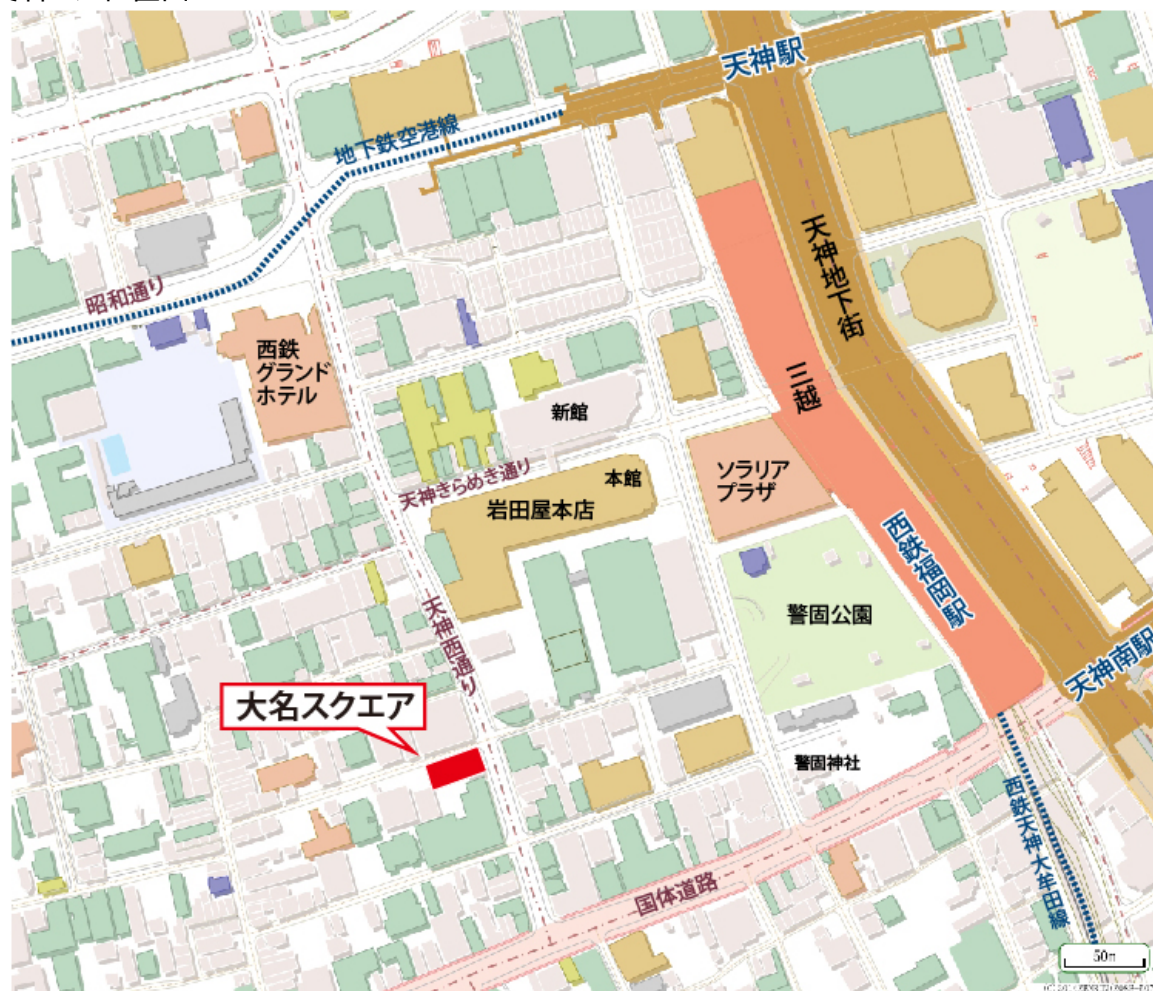 天神駅
地下鉄空港線
昭和通り
天神地下街
西鉄
グランド
ホテル
三越
新館
天神きらめき通り
本館
岩田屋本店
ソラリア
プラザ
西鉄福岡駅
警固公園
天神西通り
天神南駅
大名スクエア
警固神社
西鉄天神大牟田線
国体道路
50m